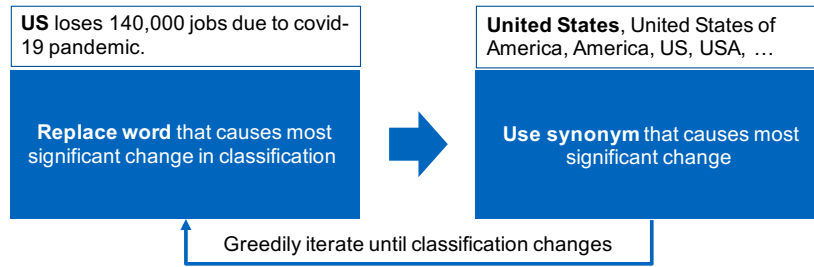 US loses 140,000 jobs due to covid-
19 pandemic.
Replace word that causes most
significant change in classification
United States, United States of
America, America, US, USA, …
Use synonym that causes most
significant change
Greedily iterate until classification changes